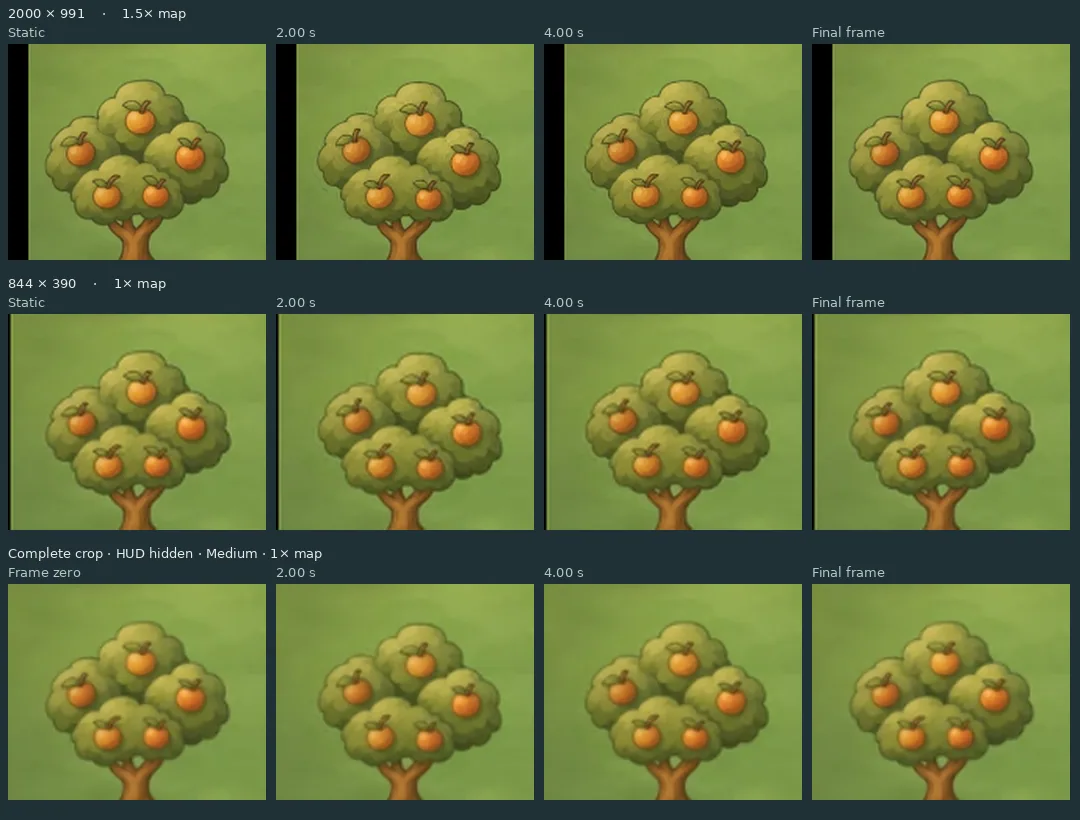 2000 × 991 · 1.5× map
Static 2.00 s 4.00 s Final frame
844 × 390 · 1× map
Static 2.00 s 4.00 s Final frame
Complete crop · HUD hidden · Medium · 1× map
Frame zero 2.00 s 4.00 s Final frame